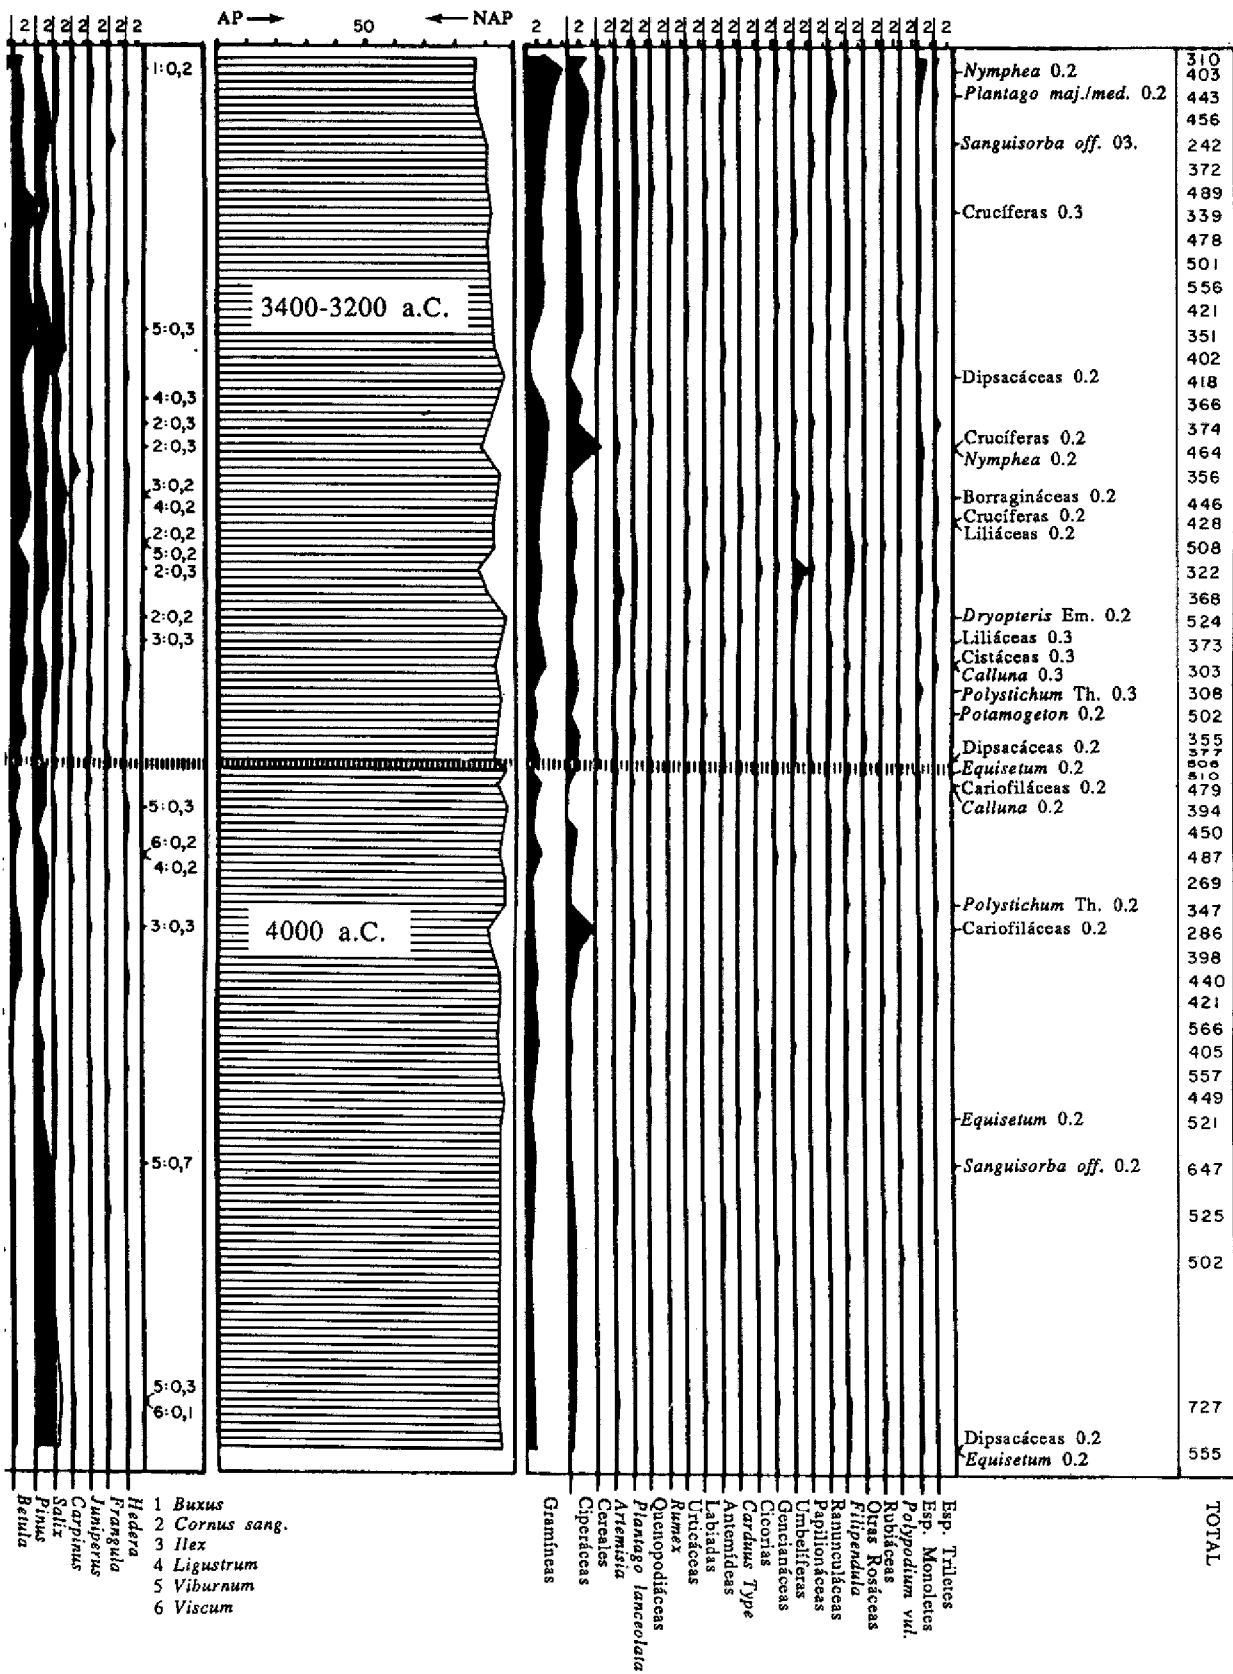 AP → 50 ← NAP
2 2 2 2 2 2 2 2 2 2 2 2 2 2 2 2 2 2 2 2 2 2 2 2 2 2 2 2 2 2
1:0,2
5:0,3
4:0,3
2:0,3
2:0,3
3:0,2
4:0,2
2:0,2
5:0,2
2:0,3
2:0,2
3:0,3
5:0,3
6:0,2
4:0,2
3:0,3
5:0,7
5:0,3
6:0,1
3400-3200 a.C.
4000 a.C.
Nymphea 0.2
Plantago maj./med. 0.2
Sanguisorba off. 03.
Crucíferas 0.3
Dipsacáceas 0.2
Crucíferas 0.2
Nymphea 0.2
Borragináceas 0.2
Crucíferas 0.2
Liliáceas 0.2
Dryopteris Em. 0.2
Liliáceas 0.3
Cistáceas 0.3
Calluna 0.3
Polystichum Th. 0.3
Potamogeton 0.2
Dipsacáceas 0.2
Equisetum 0.2
Cariofiláceas 0.2
Calluna 0.2
Polystichum Th. 0.2
Cariofiláceas 0.2
Equisetum 0.2
Sanguisorba off. 0.2
Dipsacáceas 0.2
Equisetum 0.2
310
403
443
456
242
372
489
339
478
501
556
421
351
402
418
366
374
464
356
446
428
508
322
368
524
373
303
308
502
355
377
506
510
479
394
450
487
269
347
286
398
440
421
566
405
557
449
521
647
525
502
727
555
Betula
Pinus
Salix
Carpinus
Juniperus
Frangula
Hedera
1 Buxus
2 Cornus sang.
3 Ilex
4 Ligustrum
5 Viburnum
6 Viscum
Gramíneas
Ciperáceas
Cereales
Artemisia
Plantago lanceolata
Quenopodiáceas
Rumex
Urticáceas
Labiadas
Antemídeas
Carduus Type
Cicorias
Gencianáceas
Umbelíferas
Papilionáceas
Ranunculáceas
Filipendula
Otras Rosáceas
Rubiáceas
Polypodium vul.
Esp. Monoletes
Esp. Triletes
TOTAL